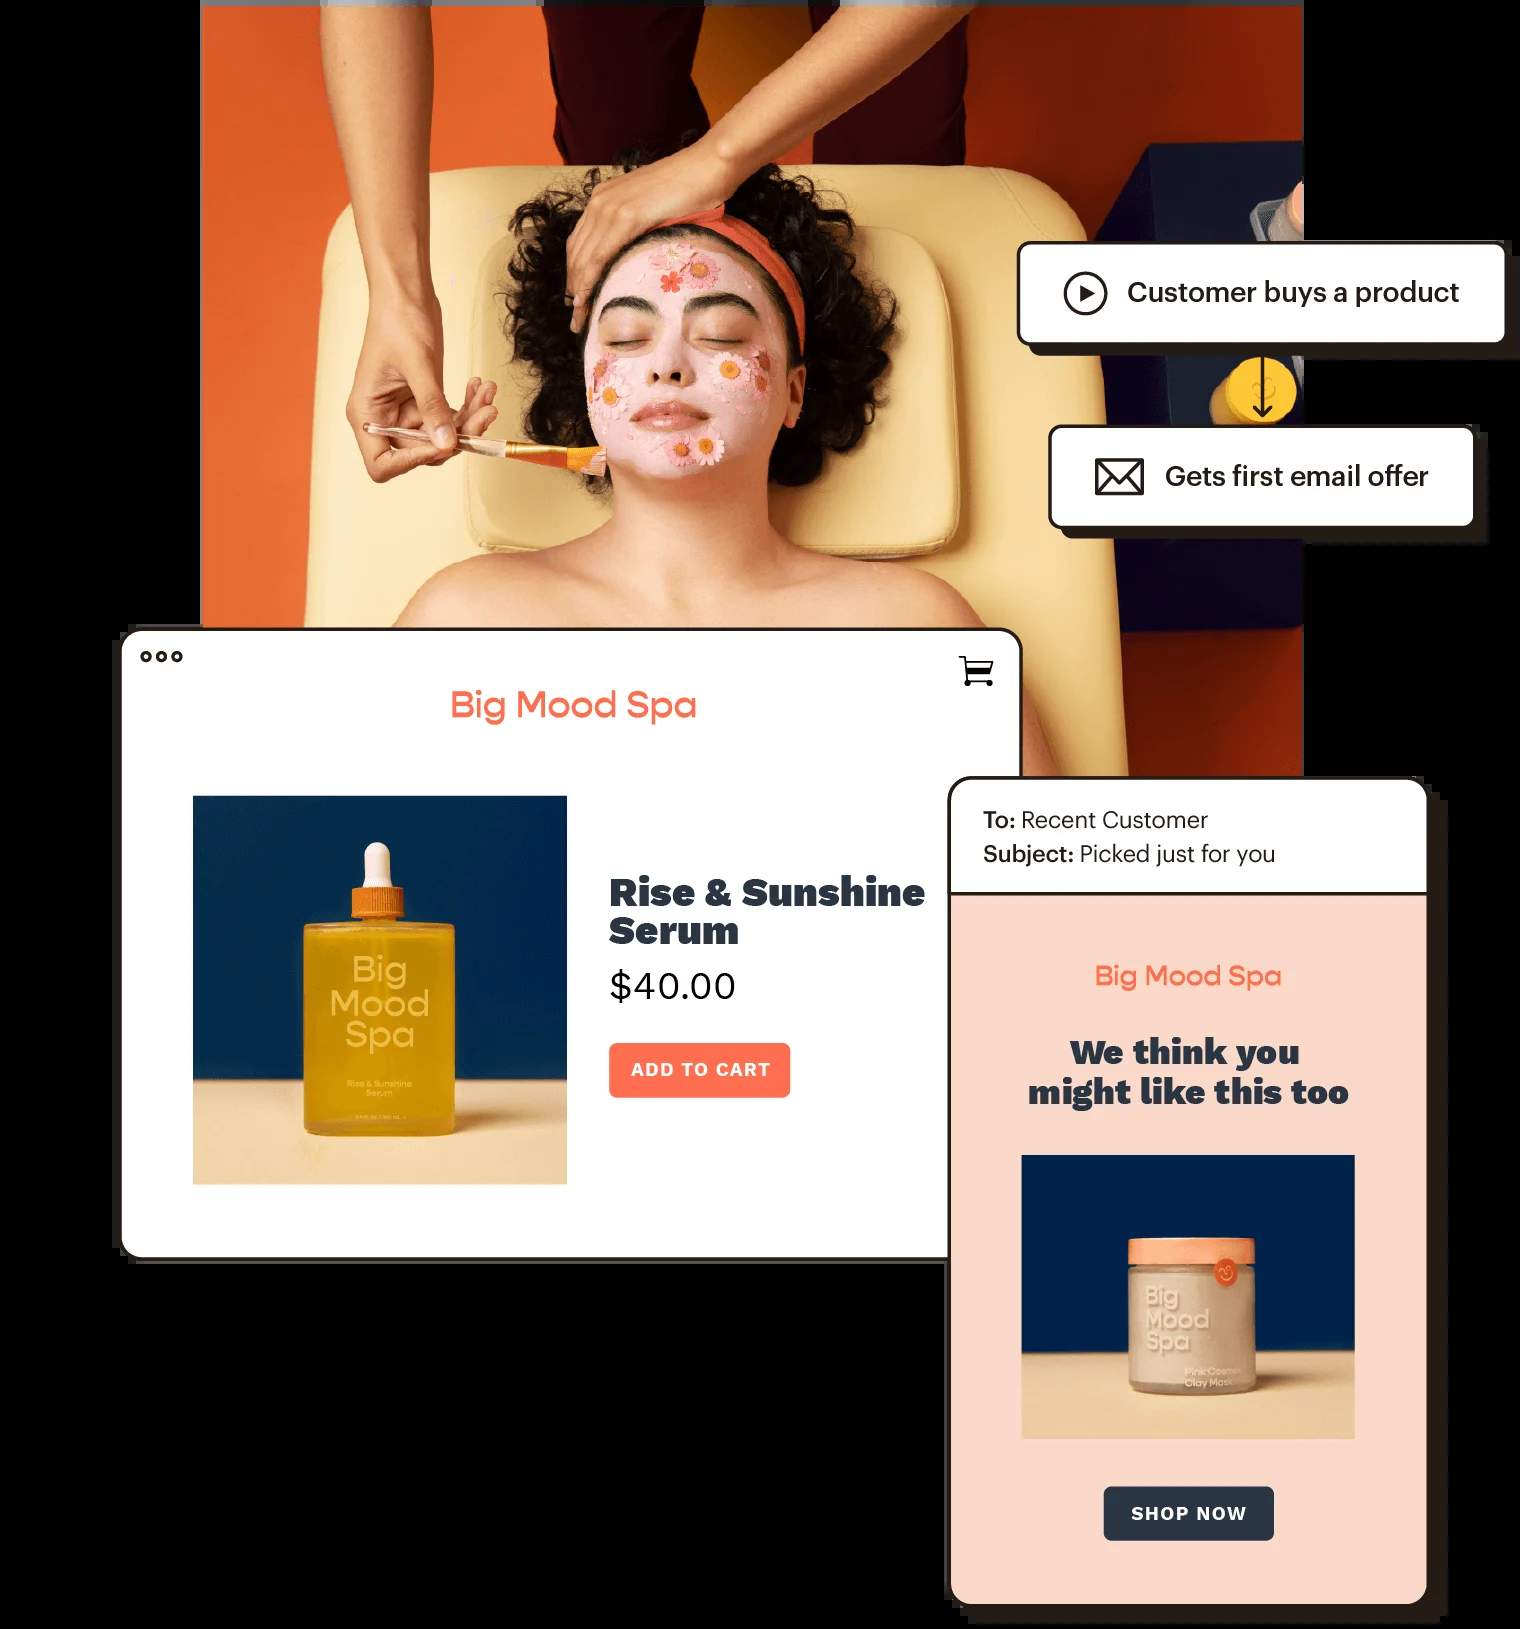 Customer buys a product
Gets first email offer
Big Mood Spa
Big
Mood
Spa
Rise & Sunshine
Serum
Rise & Sunshine
Serum
$40.00
ADD TO CART
To: Recent Customer
Subject: Picked just for you
Big Mood Spa
We think you
might like this too
Big
Mood
Spa
Pink
Clay Mask
SHOP NOW